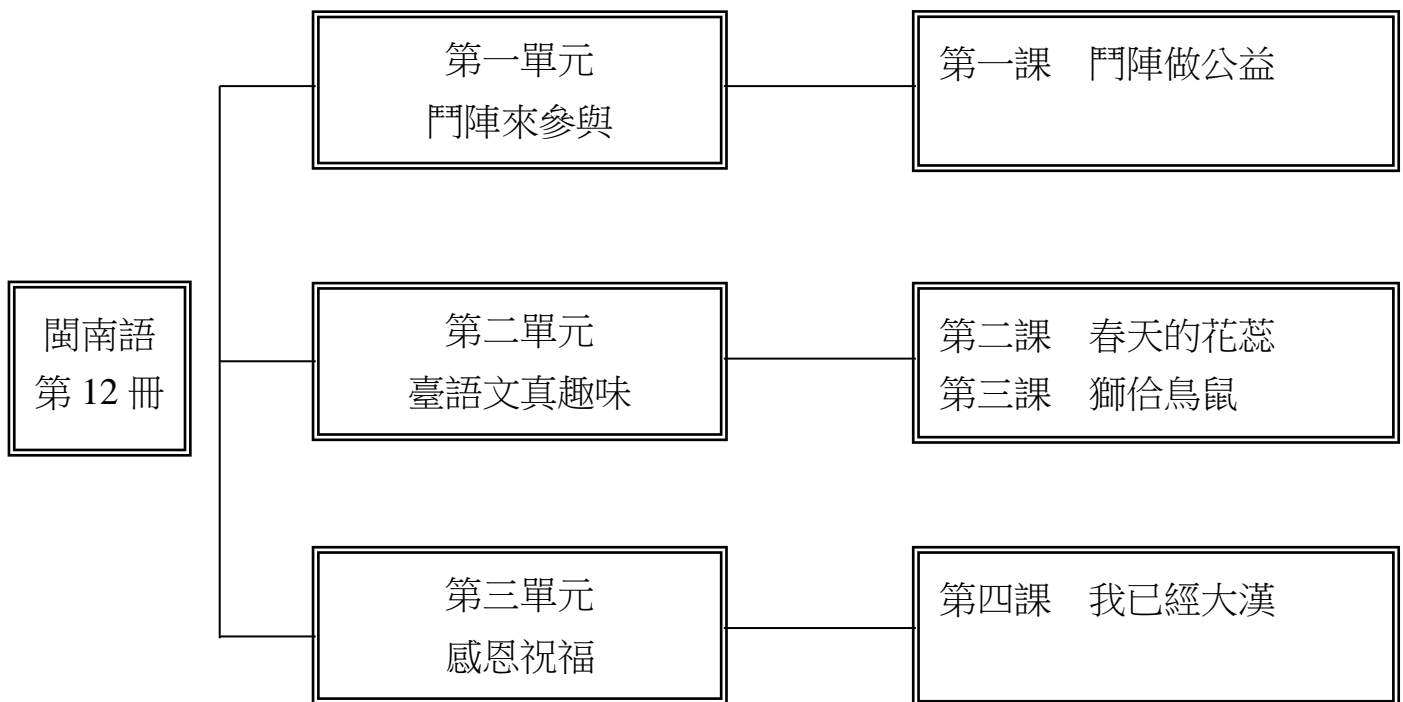 閩南語
第 12 冊
第一單元
鬥陣來參與
第一課　鬥陣做公益
第二單元
臺語文真趣味
第二課　春天的花蕊
第三課　獅佮鳥鼠
第三單元
感恩祝福
第四課　我已經大漢